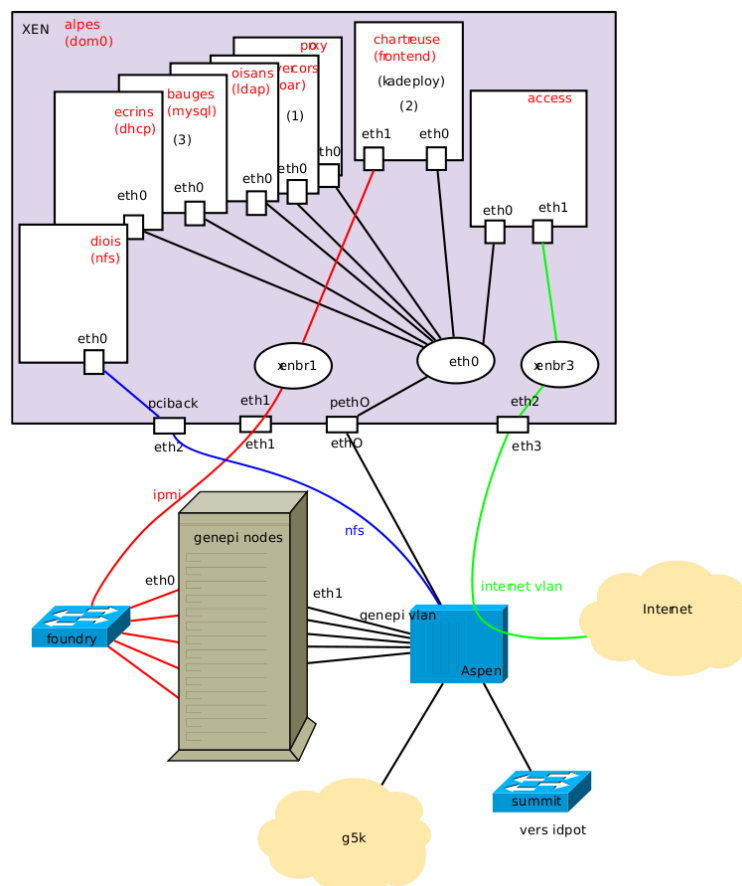 XEN
alpes
(dom0)
proxy
vercors
oar)
(1)
oisans
(ldap)
bauges
(mysql)
(3)
ecrins
(dhcp)
chartreuse
(frontend)
(kadeploy)
(2)
access
eth1
eth0
th0
eth0
eth0
eth0
eth0
eth0
eth1
diois
(nfs)
eth0
xenbr1
eth0
xenbr3
pciback
eth1
pethO
eth2
eth2
eth1
ethO
eth3
ipmi
nfs
genepi nodes
eth0
eth1
internet vlan
Internet
genepi vlan
foundry
Aspen
summit
vers idpot
g5k